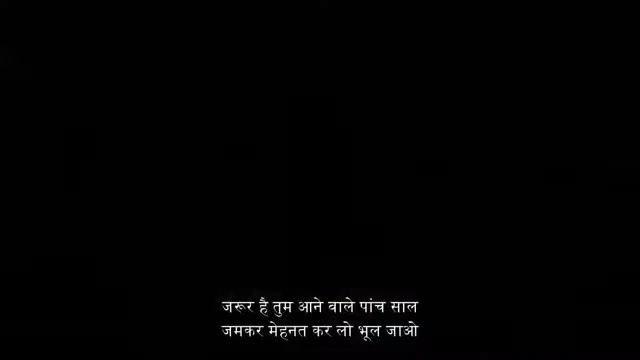 जरूर है तुम आने वाले पांच साल
जमकर मेहनत कर लो भूल जाओ